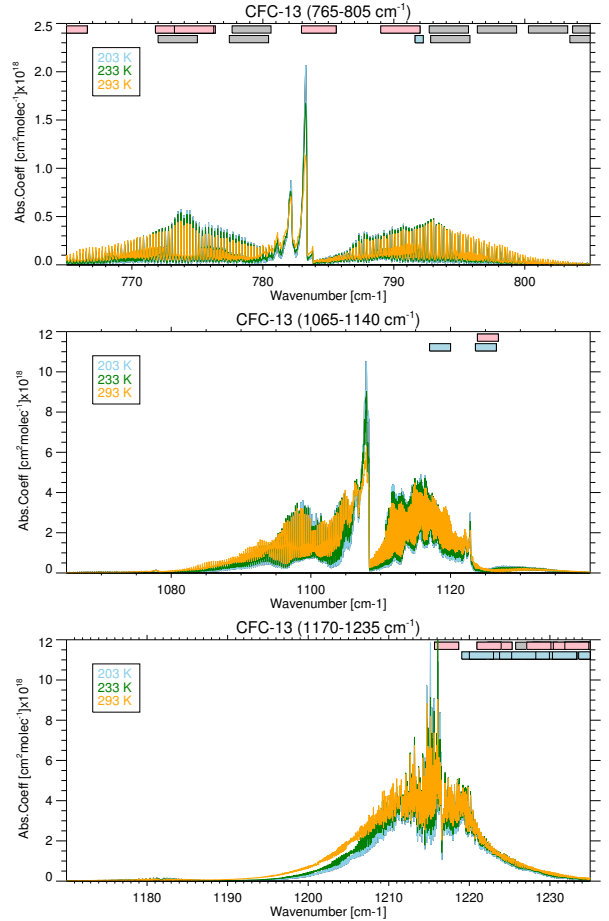 CFC-13 (765-805 cm⁻¹)
2.5
2.0
1.5
1.0
0.5
0.0
Abs.Coeff [cm²molec⁻¹]x10¹⁸
203 K
233 K
293 K
770 780 790 800
Wavenumber [cm-1]
CFC-13 (1065-1140 cm⁻¹)
12
10
8
6
4
2
0
Abs.Coeff [cm²molec⁻¹]x10¹⁸
203 K
233 K
293 K
1080 1100 1120
Wavenumber [cm-1]
CFC-13 (1170-1235 cm⁻¹)
12
10
8
6
4
2
0
Abs.Coeff [cm²molec⁻¹]x10¹⁸
203 K
233 K
293 K
1180 1190 1200 1210 1220 1230
Wavenumber [cm-1]